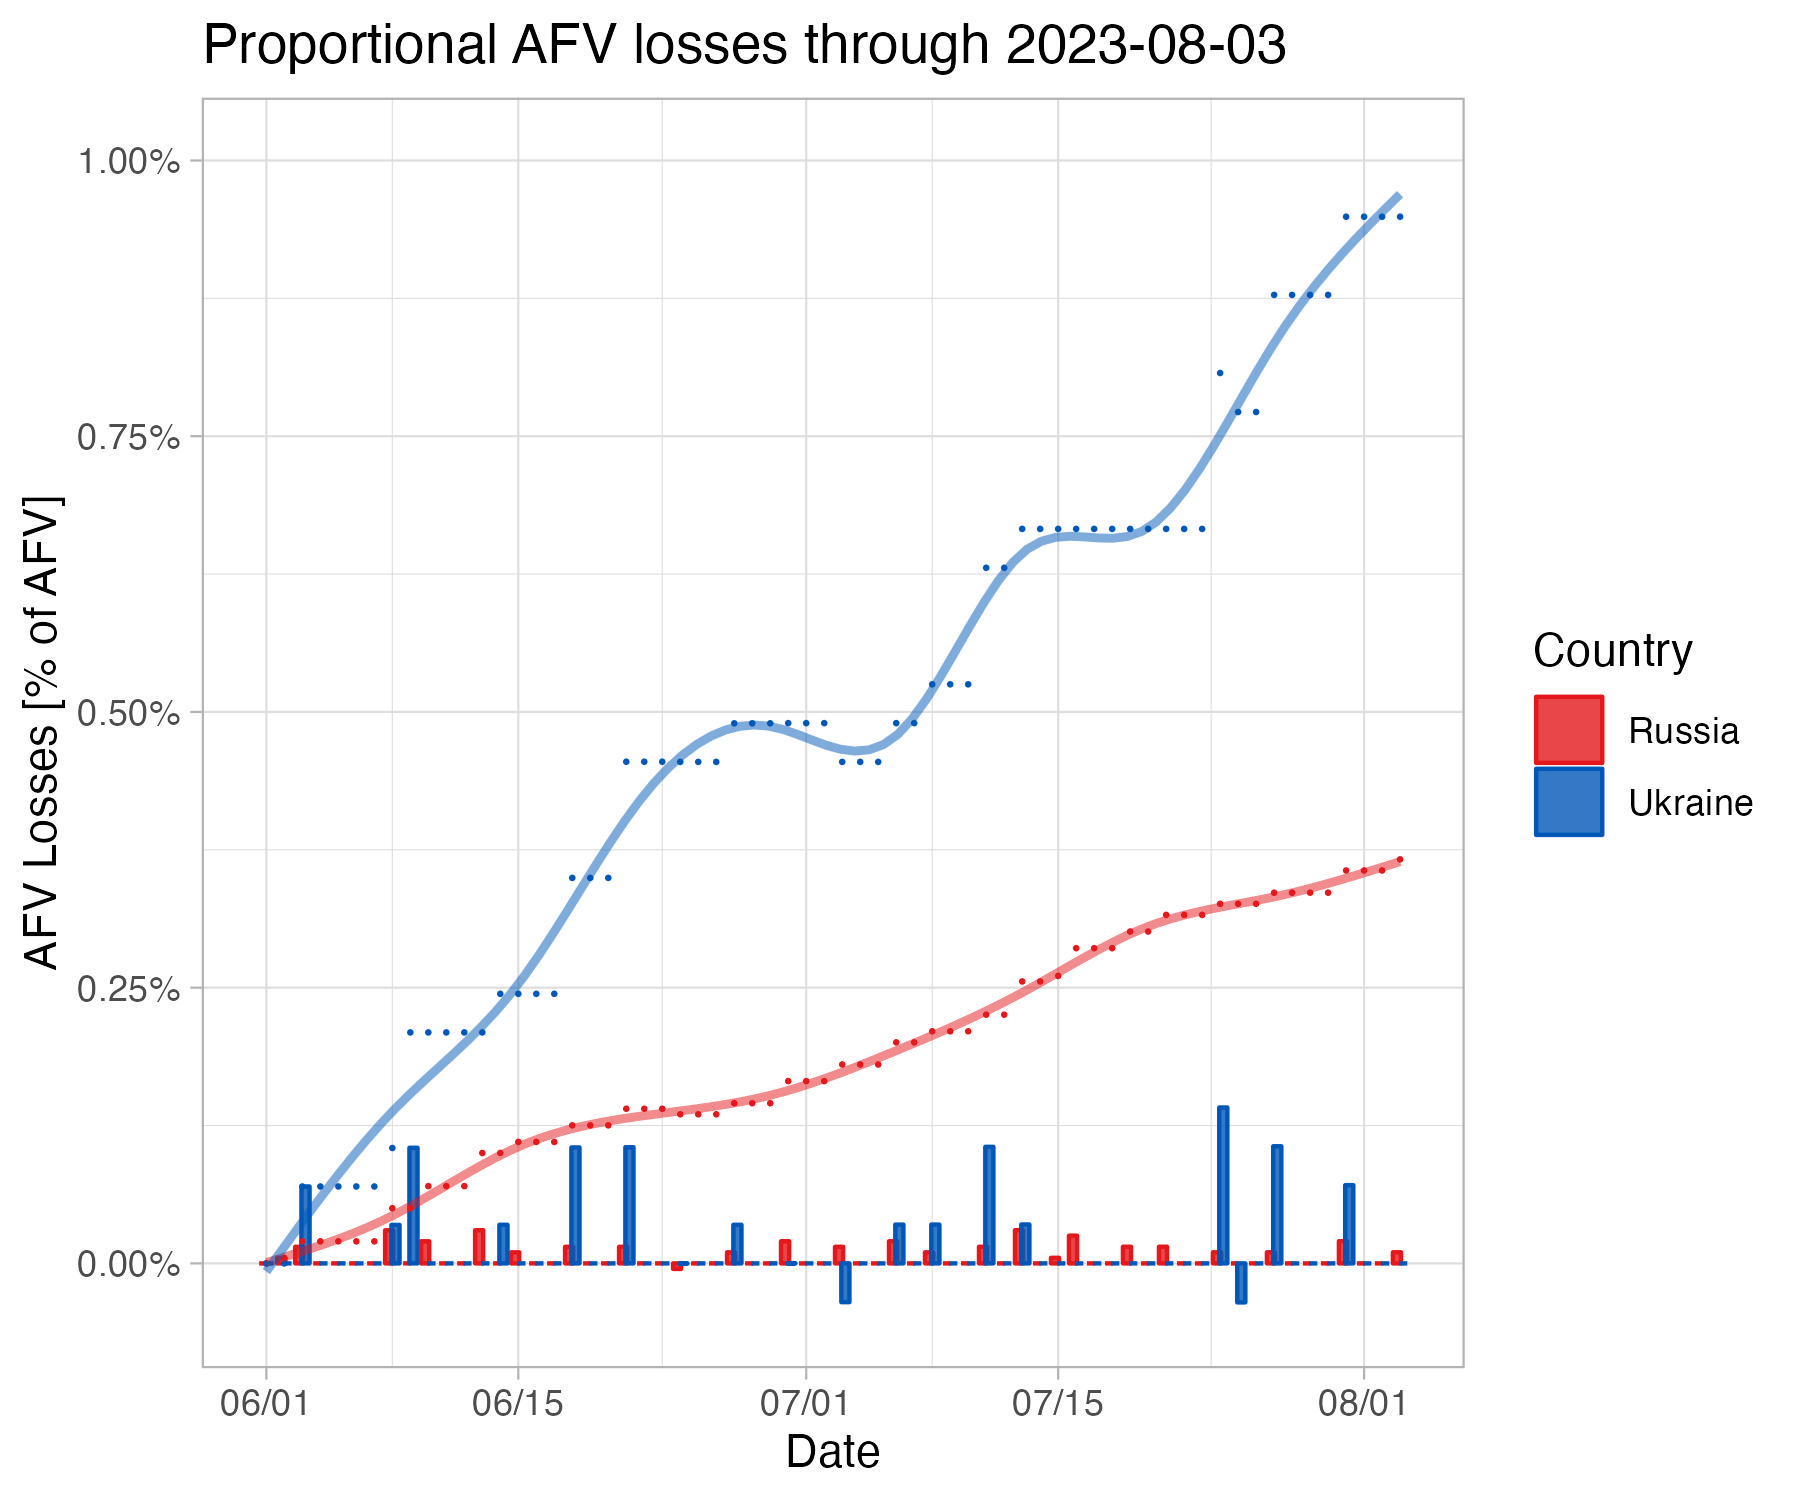 Proportional AFV losses through 2023-08-03
1.00%
0.75%
0.50%
0.25%
0.00%
AFV Losses [% of AFV]
06/01
06/15
07/01
07/15
08/01
Date
Country
Russia
Ukraine